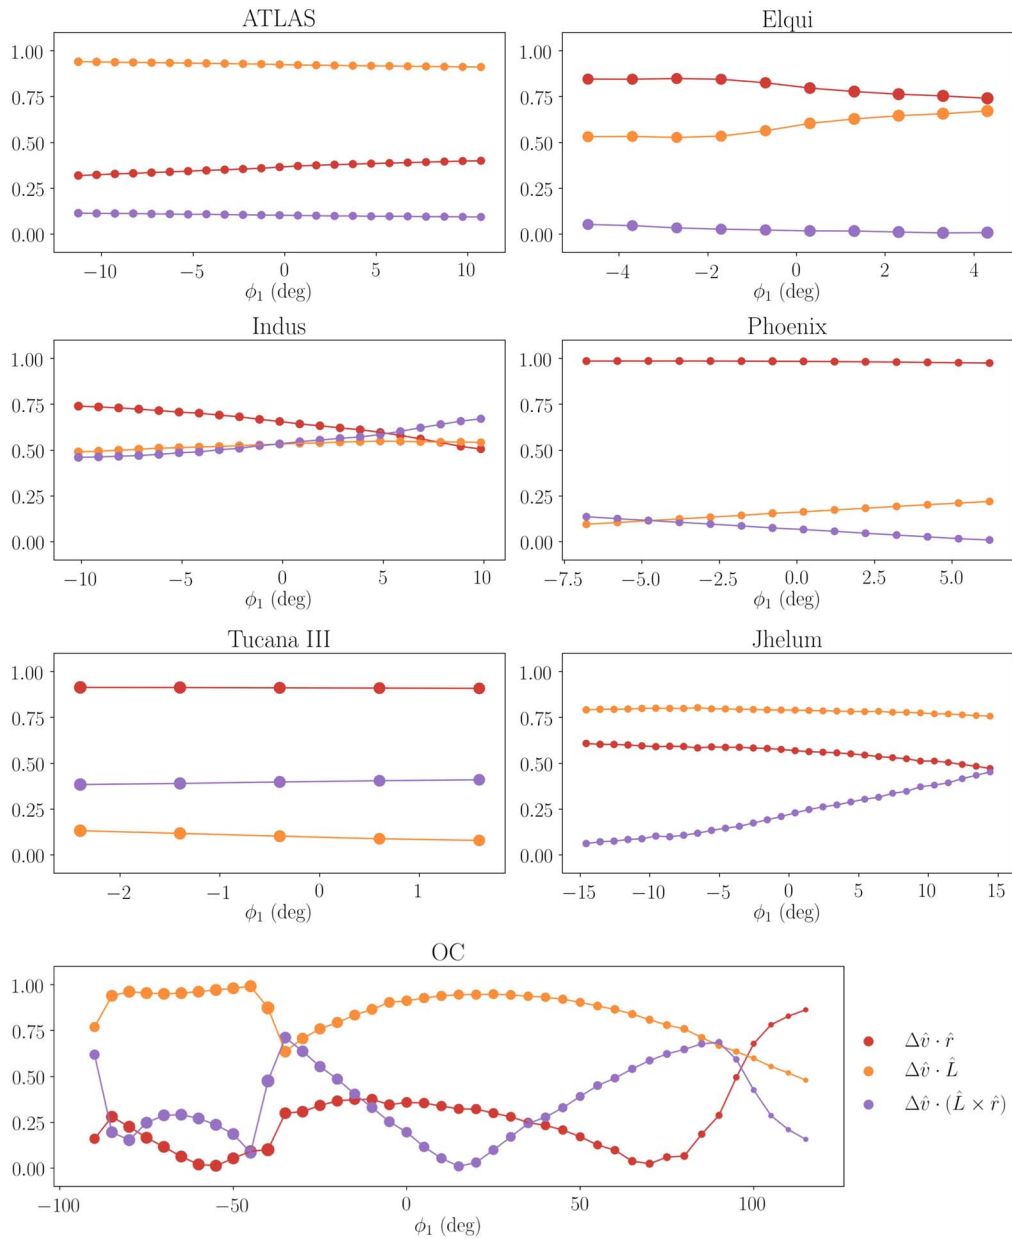 ATLAS
1.00
0.75
0.50
0.25
0.00
−10 −5 0 5 10
ϕ₁ (deg)
Elqui
1.00
0.75
0.50
0.25
0.00
−4 −2 0 2 4
ϕ₁ (deg)
Indus
1.00
0.75
0.50
0.25
0.00
−10 −5 0 5 10
ϕ₁ (deg)
Phoenix
1.00
0.75
0.50
0.25
0.00
−7.5 −5.0 −2.5 0.0 2.5 5.0
ϕ₁ (deg)
Tucana III
1.00
0.75
0.50
0.25
0.00
−2 −1 0 1
ϕ₁ (deg)
Jhelum
1.00
0.75
0.50
0.25
0.00
−15 −10 −5 0 5 10 15
ϕ₁ (deg)
OC
1.00
0.75
0.50
0.25
0.00
−100 −50 0 50 100
ϕ₁ (deg)
Δv̂ · r̂
Δv̂ · L̂
Δv̂ · (L̂ × r̂)